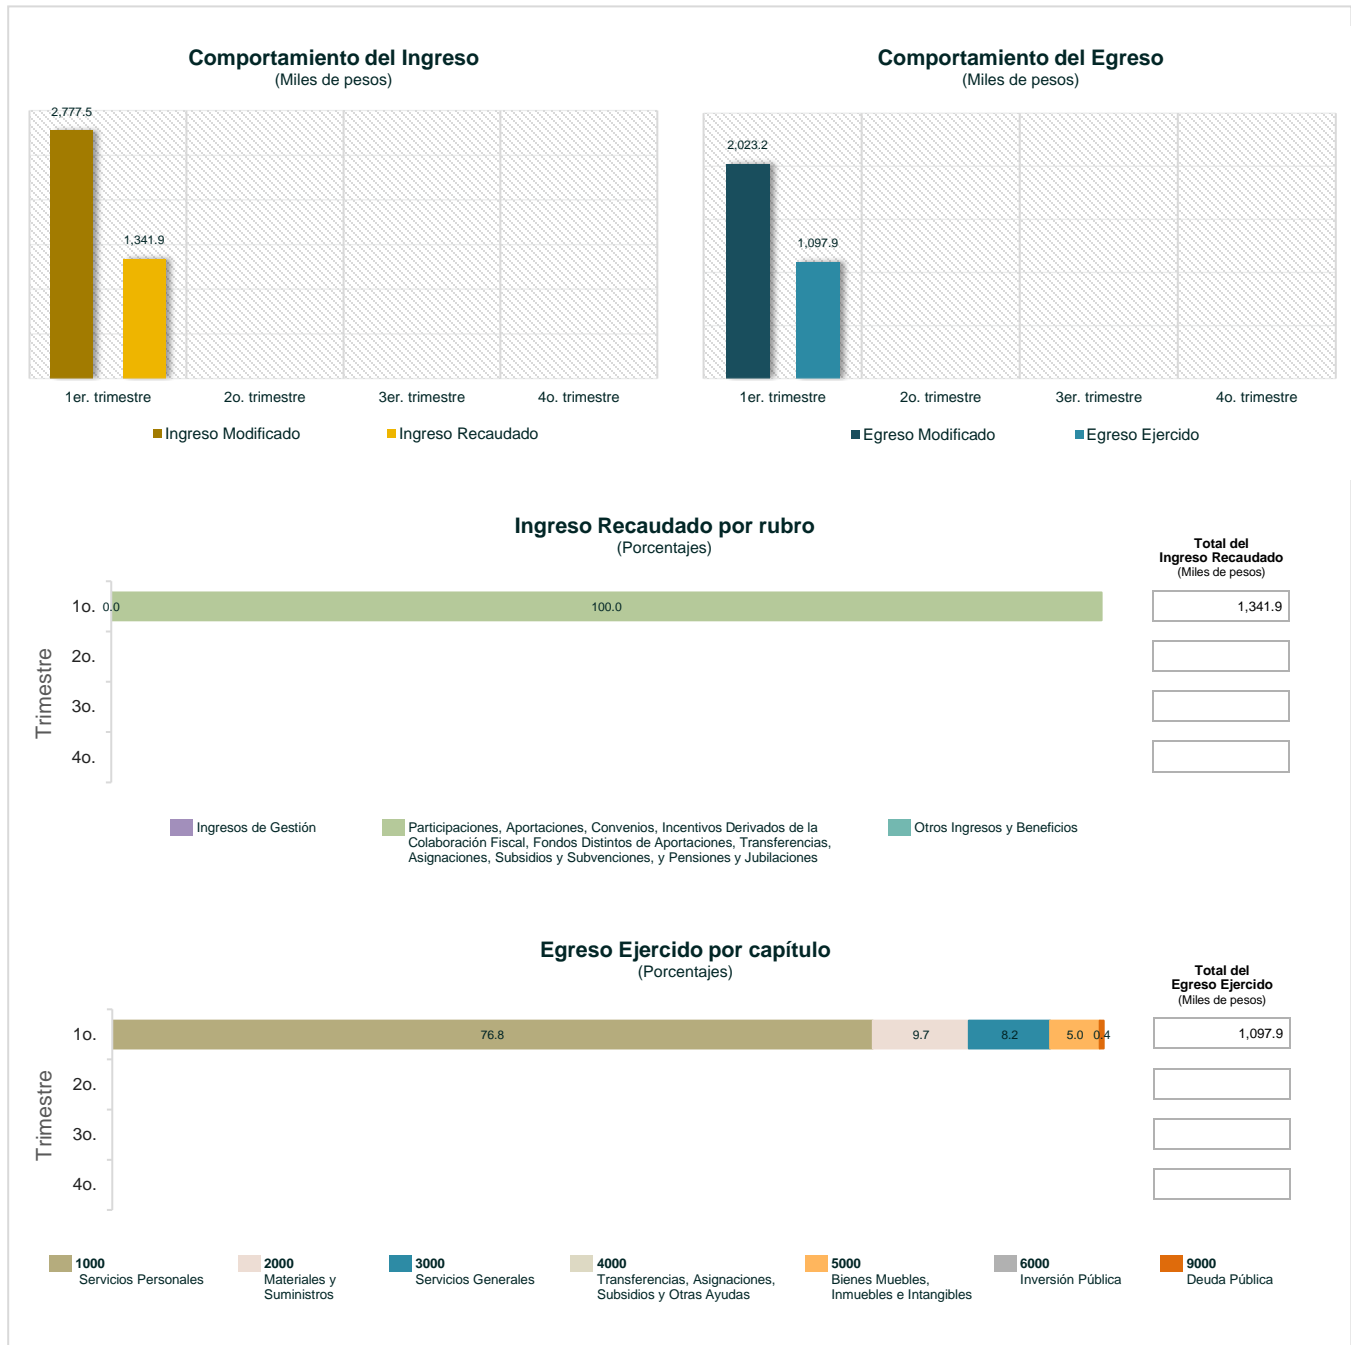 Comportamiento del Ingreso
(Miles de pesos)
2,777.5
1,341.9
1er. trimestre
2o. trimestre
3er. trimestre
4o. trimestre
Ingreso Modificado
Ingreso Recaudado
Comportamiento del Egreso
(Miles de pesos)
2,023.2
1,097.9
1er. trimestre
2o. trimestre
3er. trimestre
4o. trimestre
Egreso Modificado
Egreso Ejercido
Ingreso Recaudado por rubro
(Porcentajes)
Total del
Ingreso Recaudado
(Miles de pesos)
Trimestre
1o.
0.0
100.0
1,341.9
2o.
3o.
4o.
Ingresos de Gestión
Participaciones, Aportaciones, Convenios, Incentivos Derivados de la
Colaboración Fiscal, Fondos Distintos de Aportaciones, Transferencias,
Asignaciones, Subsidios y Subvenciones, y Pensiones y Jubilaciones
Otros Ingresos y Beneficios
Egreso Ejercido por capítulo
(Porcentajes)
Total del
Egreso Ejercido
(Miles de pesos)
Trimestre
1o.
76.8
9.7
8.2
5.0
0.4
1,097.9
2o.
3o.
4o.
1000
Servicios Personales
2000
Materiales y
Suministros
3000
Servicios Generales
4000
Transferencias, Asignaciones,
Subsidios y Otras Ayudas
5000
Bienes Muebles,
Inmuebles e Intangibles
6000
Inversión Pública
9000
Deuda Pública